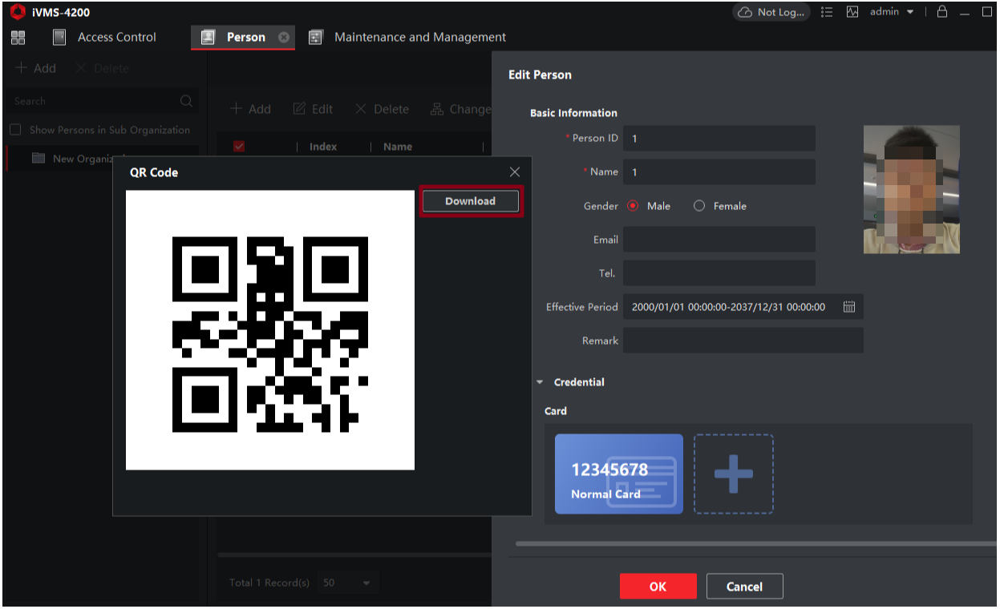 iVMS-4200
Not Log...
admin
Access Control
Person
Maintenance and Management
Add
Delete
Search
Show Persons in Sub Organization
Add
Edit
Delete
Change
Index
Name
QR Code
Download
Edit Person
Basic Information
* Person ID 1
* Name 1
Gender Male Female
Email
Tel.
Effective Period 2000/01/01 00:00:00-2037/12/31 00:00:00
Remark
Credential
Card
12345678
Normal Card
Total 1 Record(s) 50
OK
Cancel